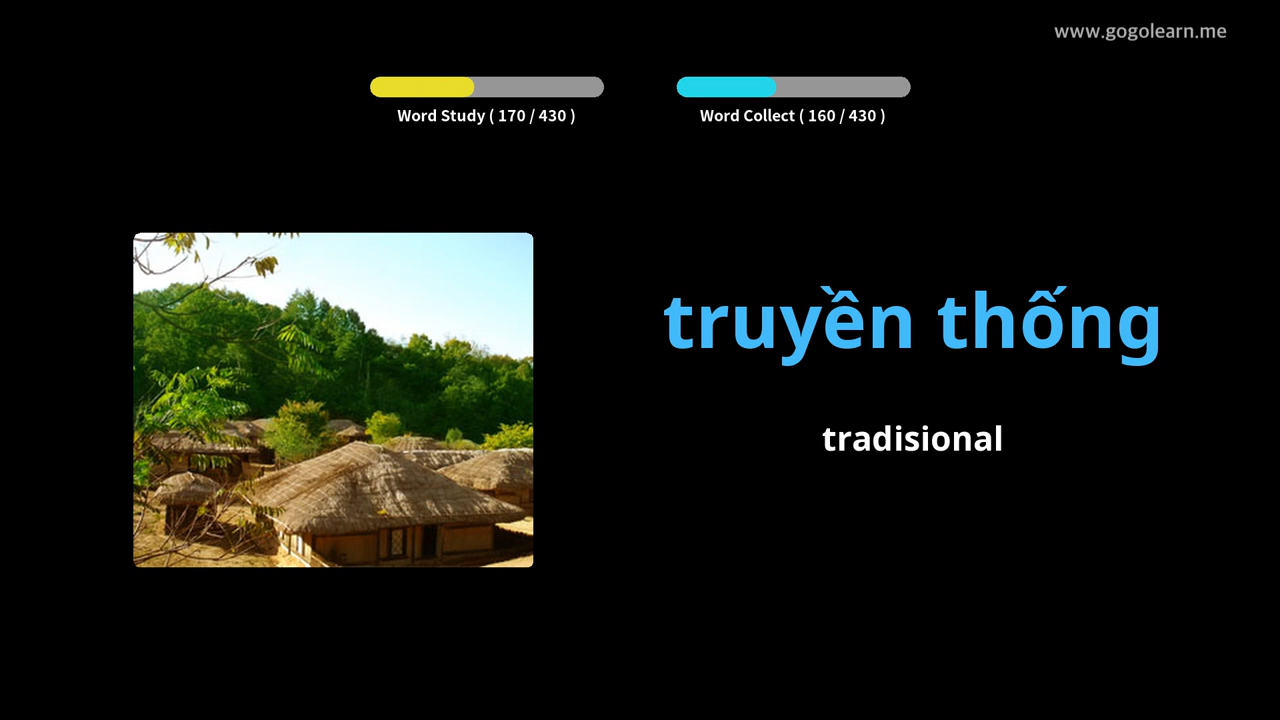 www.gogolearn.me
Word Study ( 170 / 430 )
Word Collect ( 160 / 430 )
truyền thống
tradisional